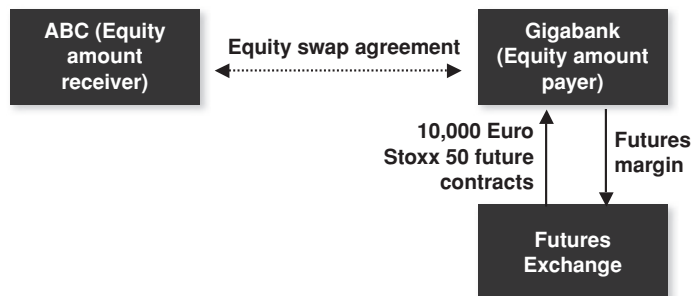 ABC (Equity
amount
receiver)
Equity swap agreement
Gigabank
(Equity amount
payer)
10,000 Euro
Stoxx 50 future
contracts
Futures
margin
Futures
Exchange